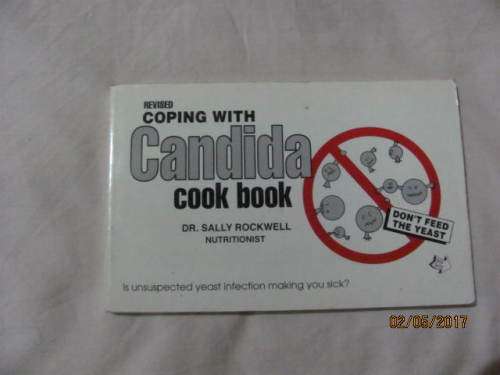 REVISED
COPING WITH
Candida
cook book
DR. SALLY ROCKWELL
NUTRITIONIST
DON'T FEED
THE YEAST
Is unsuspected yeast infection making you sick?
02/05/2017